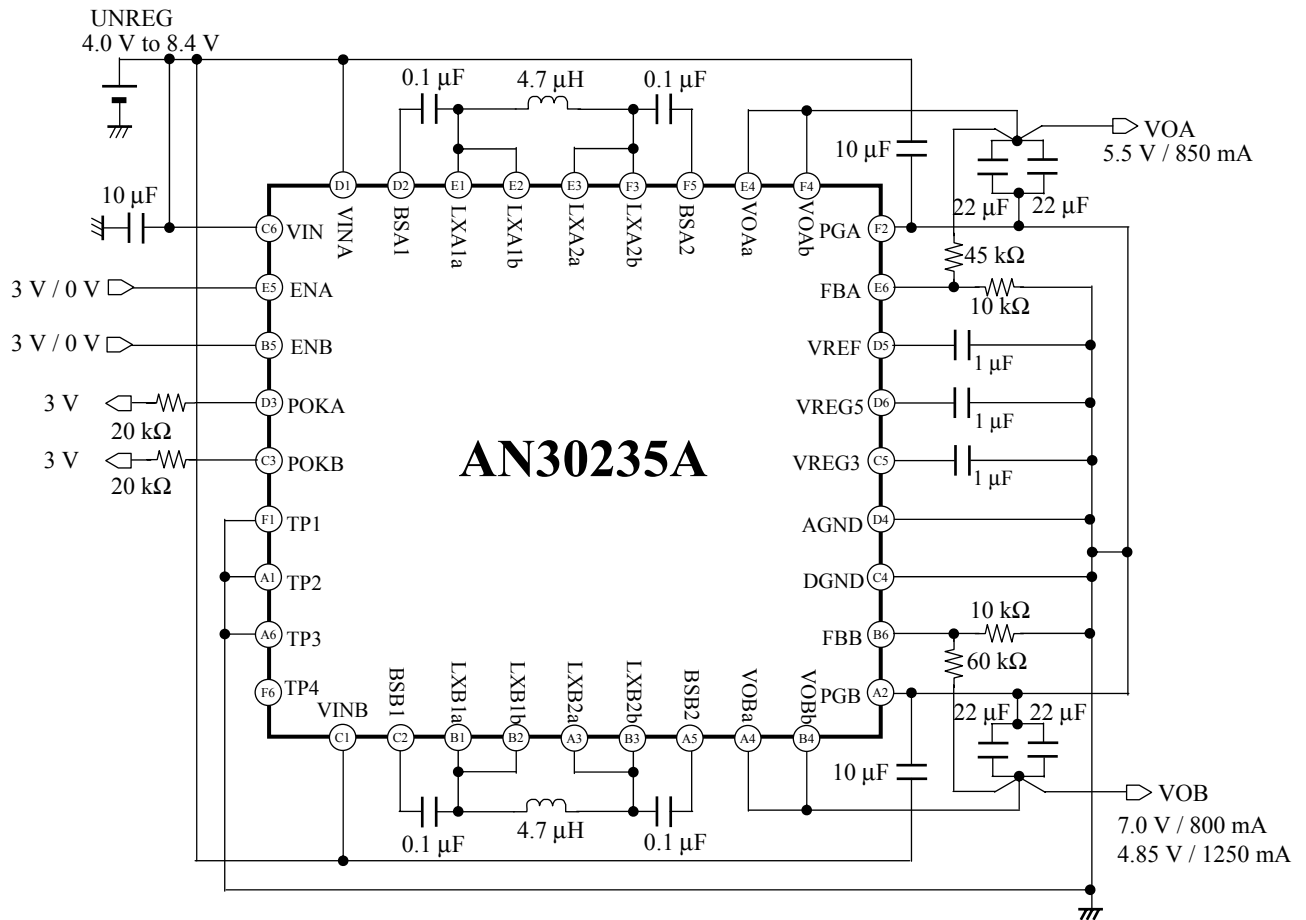 UNREG
4.0 V to 8.4 V
0.1 µF
4.7 µH
0.1 µF
10 µF
VOA
5.5 V / 850 mA
22 µF
22 µF
10 µF
D1
D2
E1
E2
E3
F3
F5
E4
F4
VINA
BSA1
LXA1a
LXA1b
LXA2a
LXA2b
BSA2
VOAa
VOAb
C6
VIN
PGA
F2
45 kΩ
3 V / 0 V
E5
ENA
FBA
E6
10 kΩ
3 V / 0 V
B5
ENB
VREF
D5
1 µF
3 V
20 kΩ
D3
POKA
VREG5
D6
1 µF
3 V
20 kΩ
C3
POKB
AN30235A
VREG3
C5
1 µF
F1
TP1
AGND
D4
A1
TP2
DGND
C4
A6
TP3
FBB
B6
10 kΩ
60 kΩ
F6
TP4
PGB
A2
VINB
BSB1
LXB1a
LXB1b
LXB2a
LXB2b
BSB2
VOBa
VOBb
C1
C2
B1
B2
A3
B3
A5
A4
B4
22 µF
22 µF
10 µF
0.1 µF
4.7 µH
0.1 µF
VOB
7.0 V / 800 mA
4.85 V / 1250 mA